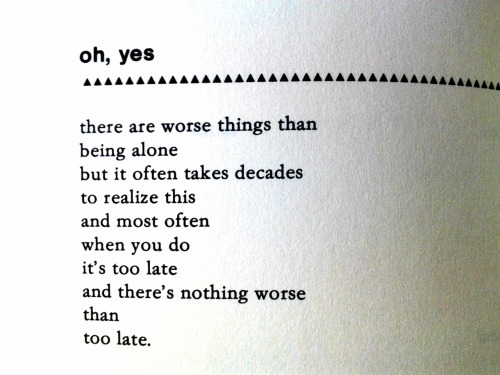 oh, yes
there are worse things than
being alone
but it often takes decades
to realize this
and most often
when you do
it's too late
and there's nothing worse
than
too late.